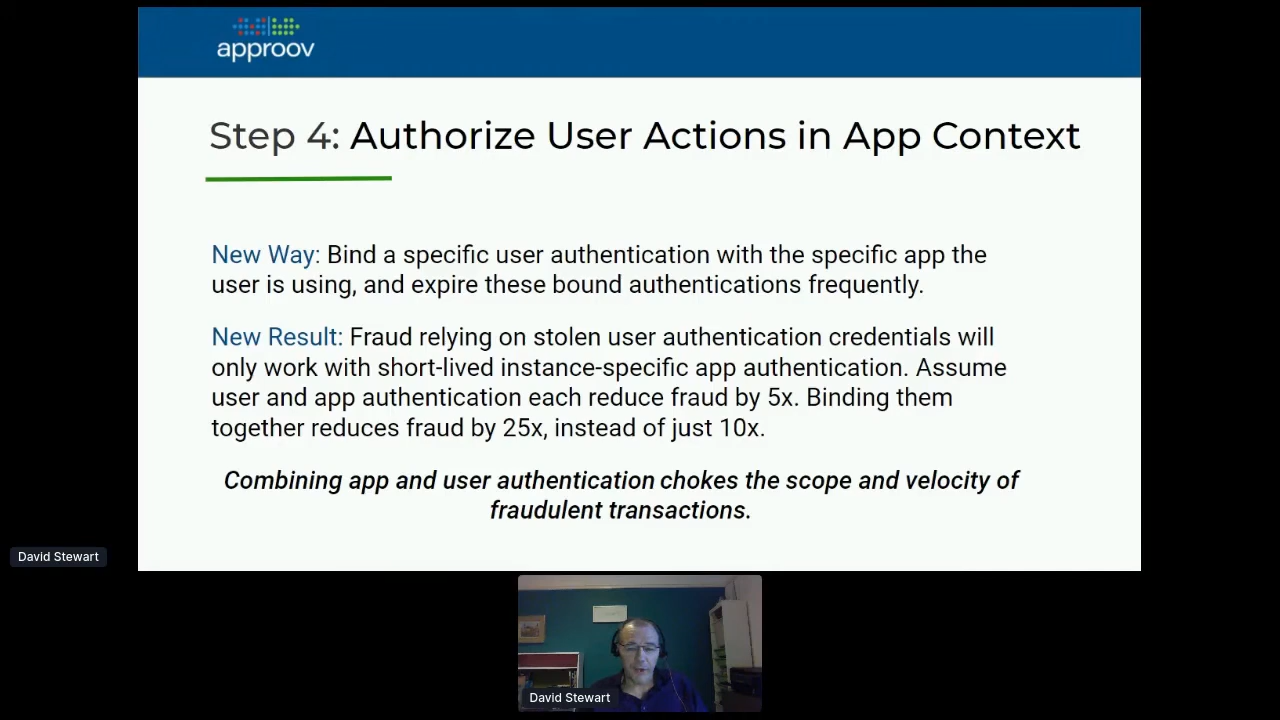 approov
Step 4: Authorize User Actions in App Context
New Way: Bind a specific user authentication with the specific app the
user is using, and expire these bound authentications frequently.
New Result: Fraud relying on stolen user authentication credentials will
only work with short-lived instance-specific app authentication. Assume
user and app authentication each reduce fraud by 5x. Binding them
together reduces fraud by 25x, instead of just 10x.
Combining app and user authentication chokes the scope and velocity of
fraudulent transactions.
David Stewart
David Stewart